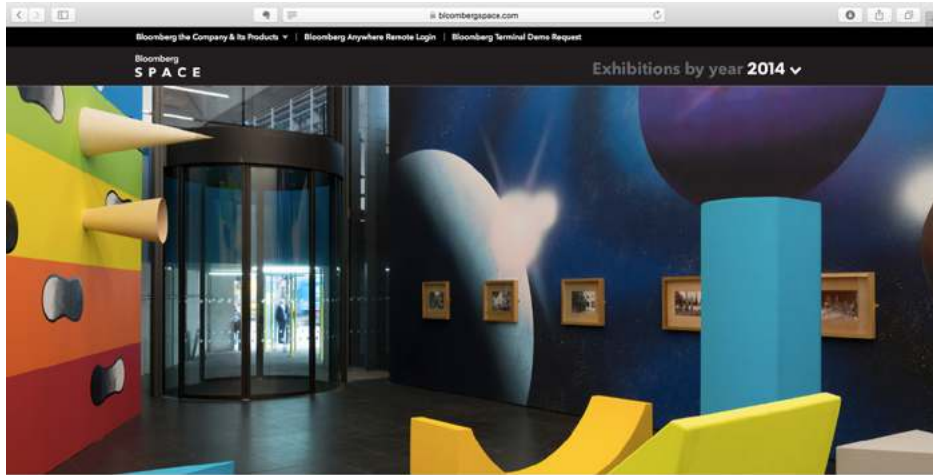 bloombergspace.com
Bloomberg the Company & Its Products ▾ | Bloomberg Anywhere Remote Login | Bloomberg Terminal Demo Request
Bloomberg
SPACE
Exhibitions by year 2014